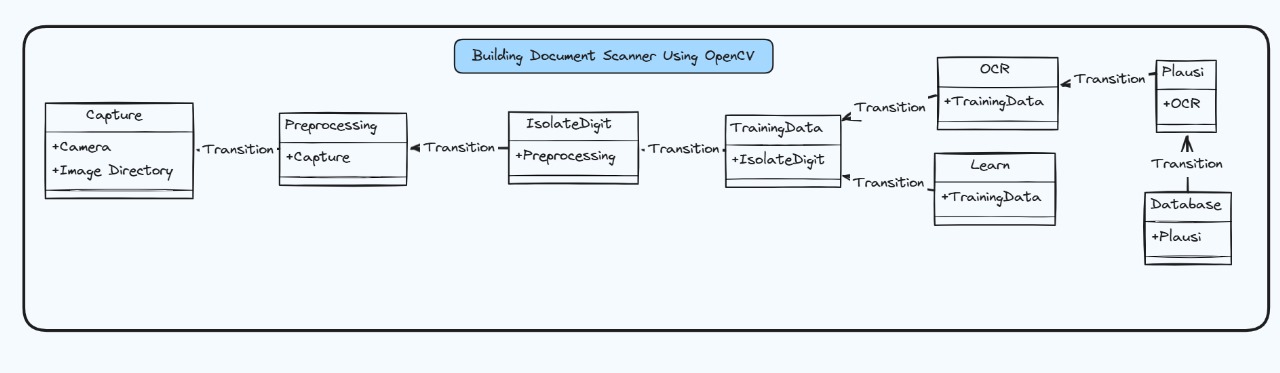 Building Document Scanner Using OpenCV
Capture
+Camera
+Image Directory
Transition
Preprocessing
+Capture
Transition
IsolateDigit
+Preprocessing
Transition
TrainingData
+IsolateDigit
Transition
OCR
+TrainingData
Transition
Learn
+TrainingData
Transition
Plausi
+OCR
Transition
Database
+Plausi